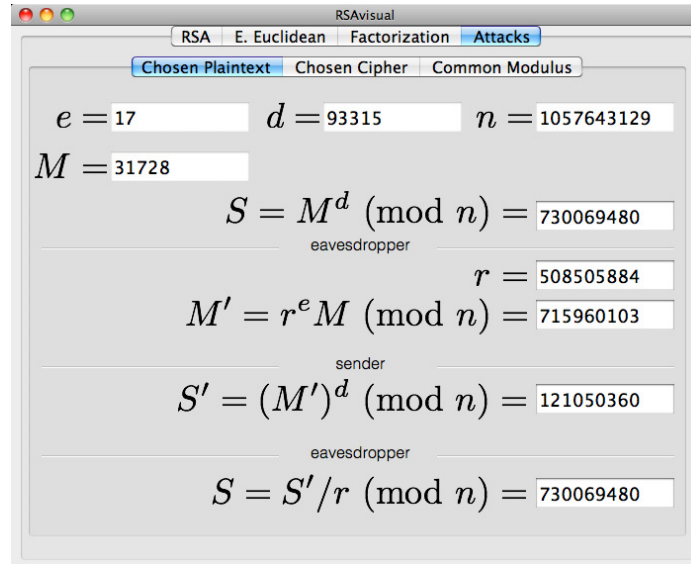 RSAvisual
RSA E. Euclidean Factorization Attacks
Chosen Plaintext Chosen Cipher Common Modulus
e = 17 d = 93315 n = 1057643129
M = 31728
S = M^d (mod n) = 730069480
eavesdropper
r = 508505884
M′ = r^e M (mod n) = 715960103
sender
S′ = (M′)^d (mod n) = 121050360
eavesdropper
S = S′/r (mod n) = 730069480